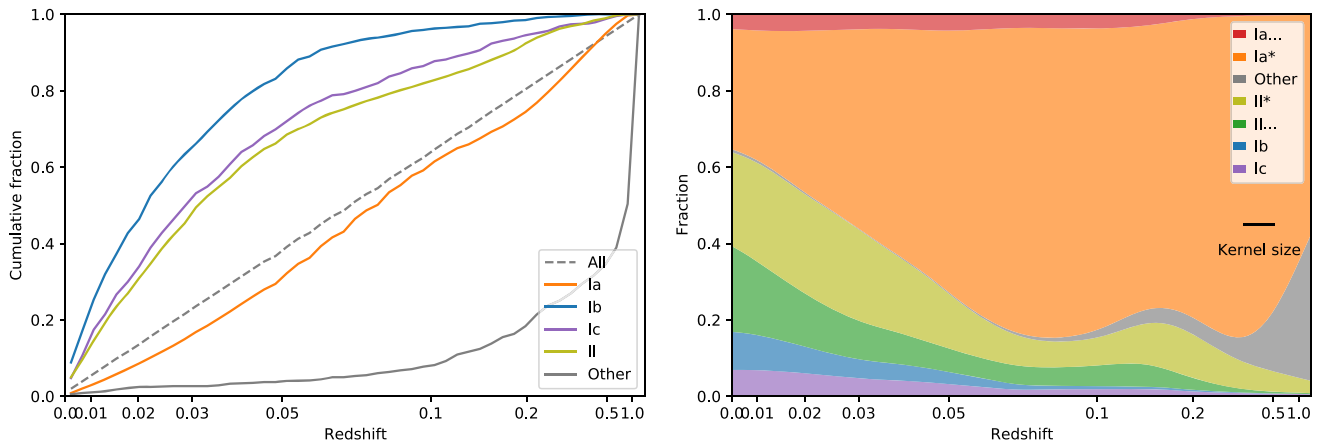 1.0
0.8
0.6
0.4
0.2
0.0
Cumulative fraction
0.0 0.01 0.02 0.03 0.05 0.1 0.2 0.5 1.0
Redshift
All
Ia
Ib
Ic
II
Other
1.0
0.8
0.6
0.4
0.2
0.0
Fraction
0.0 0.01 0.02 0.03 0.05 0.1 0.2 0.5 1.0
Redshift
Ia...
Ia*
Other
II*
II...
Ib
Ic
Kernel size